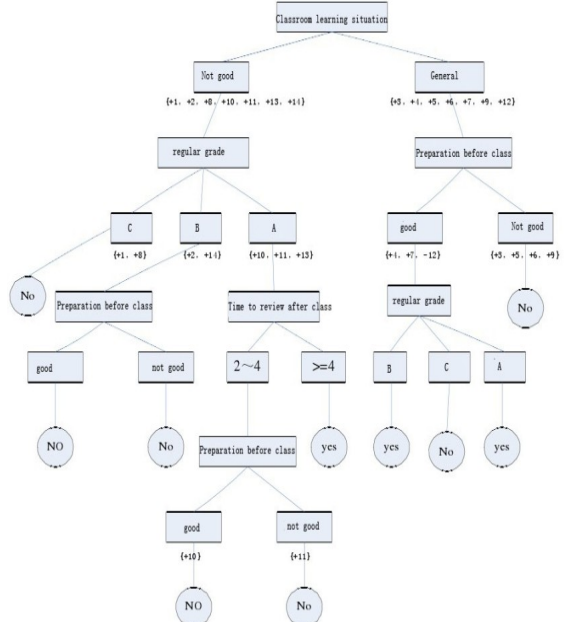 Classroom learning situation
Not good
General
{+1, +2, +8, +10, +11, +13, +14}
{+3, +4, +5, +6, +7, +9, +12}
regular grade
Preparation before class
C
B
A
good
Not good
{+1, +8}
{+2, +14}
{+10, +11, +13}
{+4, +7, -12}
{+3, +5, +6, +9}
No
Preparation before class
Time to review after class
regular grade
No
good
not good
2~4
>=4
B
C
A
NO
No
Preparation before class
yes
yes
No
yes
good
not good
{+10}
{+11}
NO
No